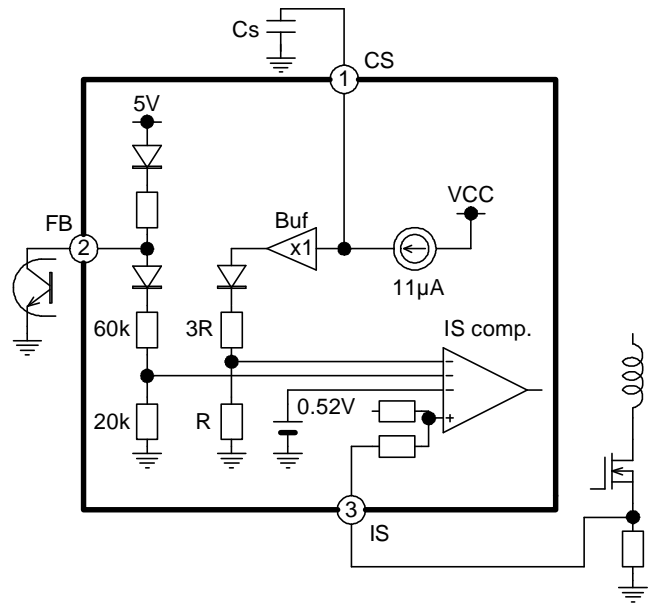 Cs
1
CS
5V
VCC
FB
2
Buf
x1
11µA
60k
3R
IS comp.
−
−
−
+
20k
R
0.52V
3
IS